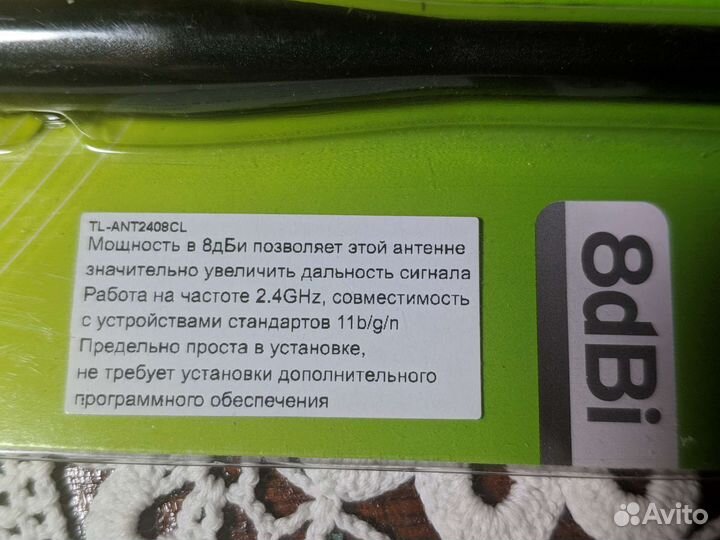 TL-ANT2408CL
Мощность в 8дБи позволяет этой антенне
значительно увеличить дальность сигнала
Работа на частоте 2.4GHz, совместимость
с устройствами стандартов 11b/g/n
Предельно проста в установке,
не требует установки дополнительного
программного обеспечения
8dBi
Avito